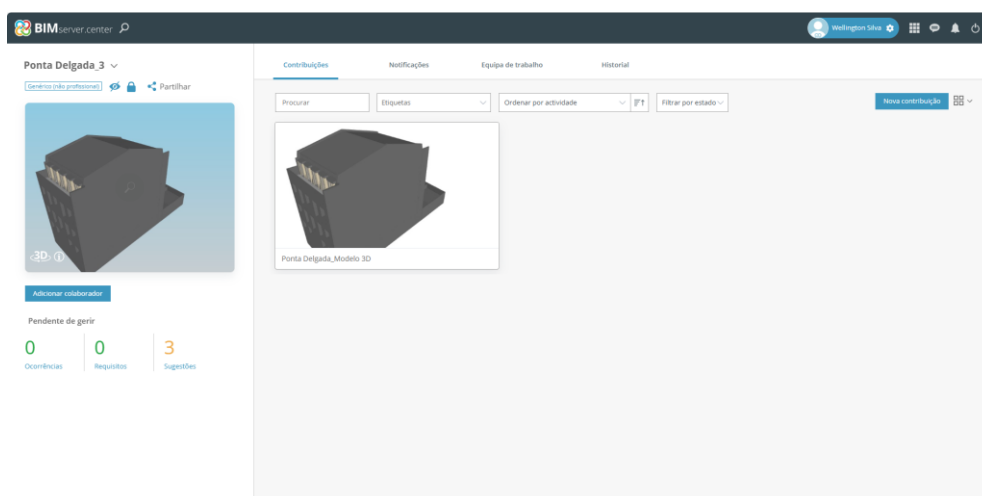 BIMserver.center
Wellington Silva
Ponta Delgada_3
Genérico (não profissional)
Partilhar
Contribuições
Notificações
Equipa de trabalho
Historial
Procurar
Etiquetas
Ordenar por actividade
Filtrar por estado
Nova contribuição
3D
Ponta Delgada_Modelo 3D
Adicionar colaborador
Pendente de gerir
0
0
3
Ocorrências
Requisitos
Sugestões